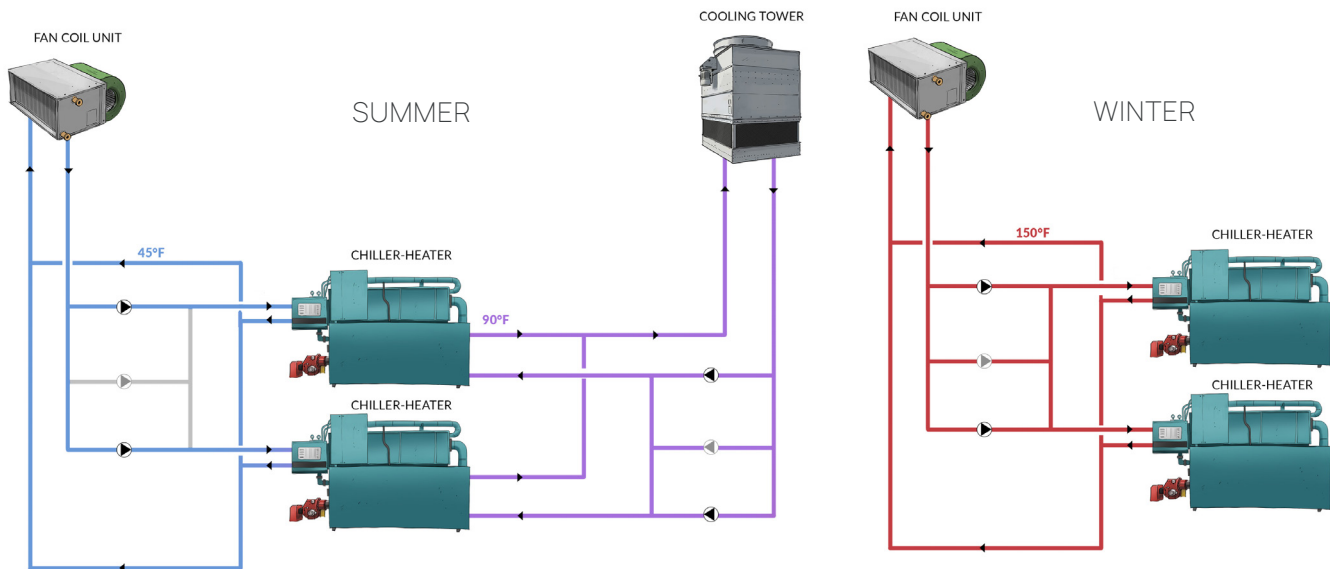 COOLING TOWER
FAN COIL UNIT
FAN COIL UNIT
SUMMER
WINTER
45°F
CHILLER-HEATER
150°F
CHILLER-HEATER
90°F
CHILLER-HEATER
CHILLER-HEATER